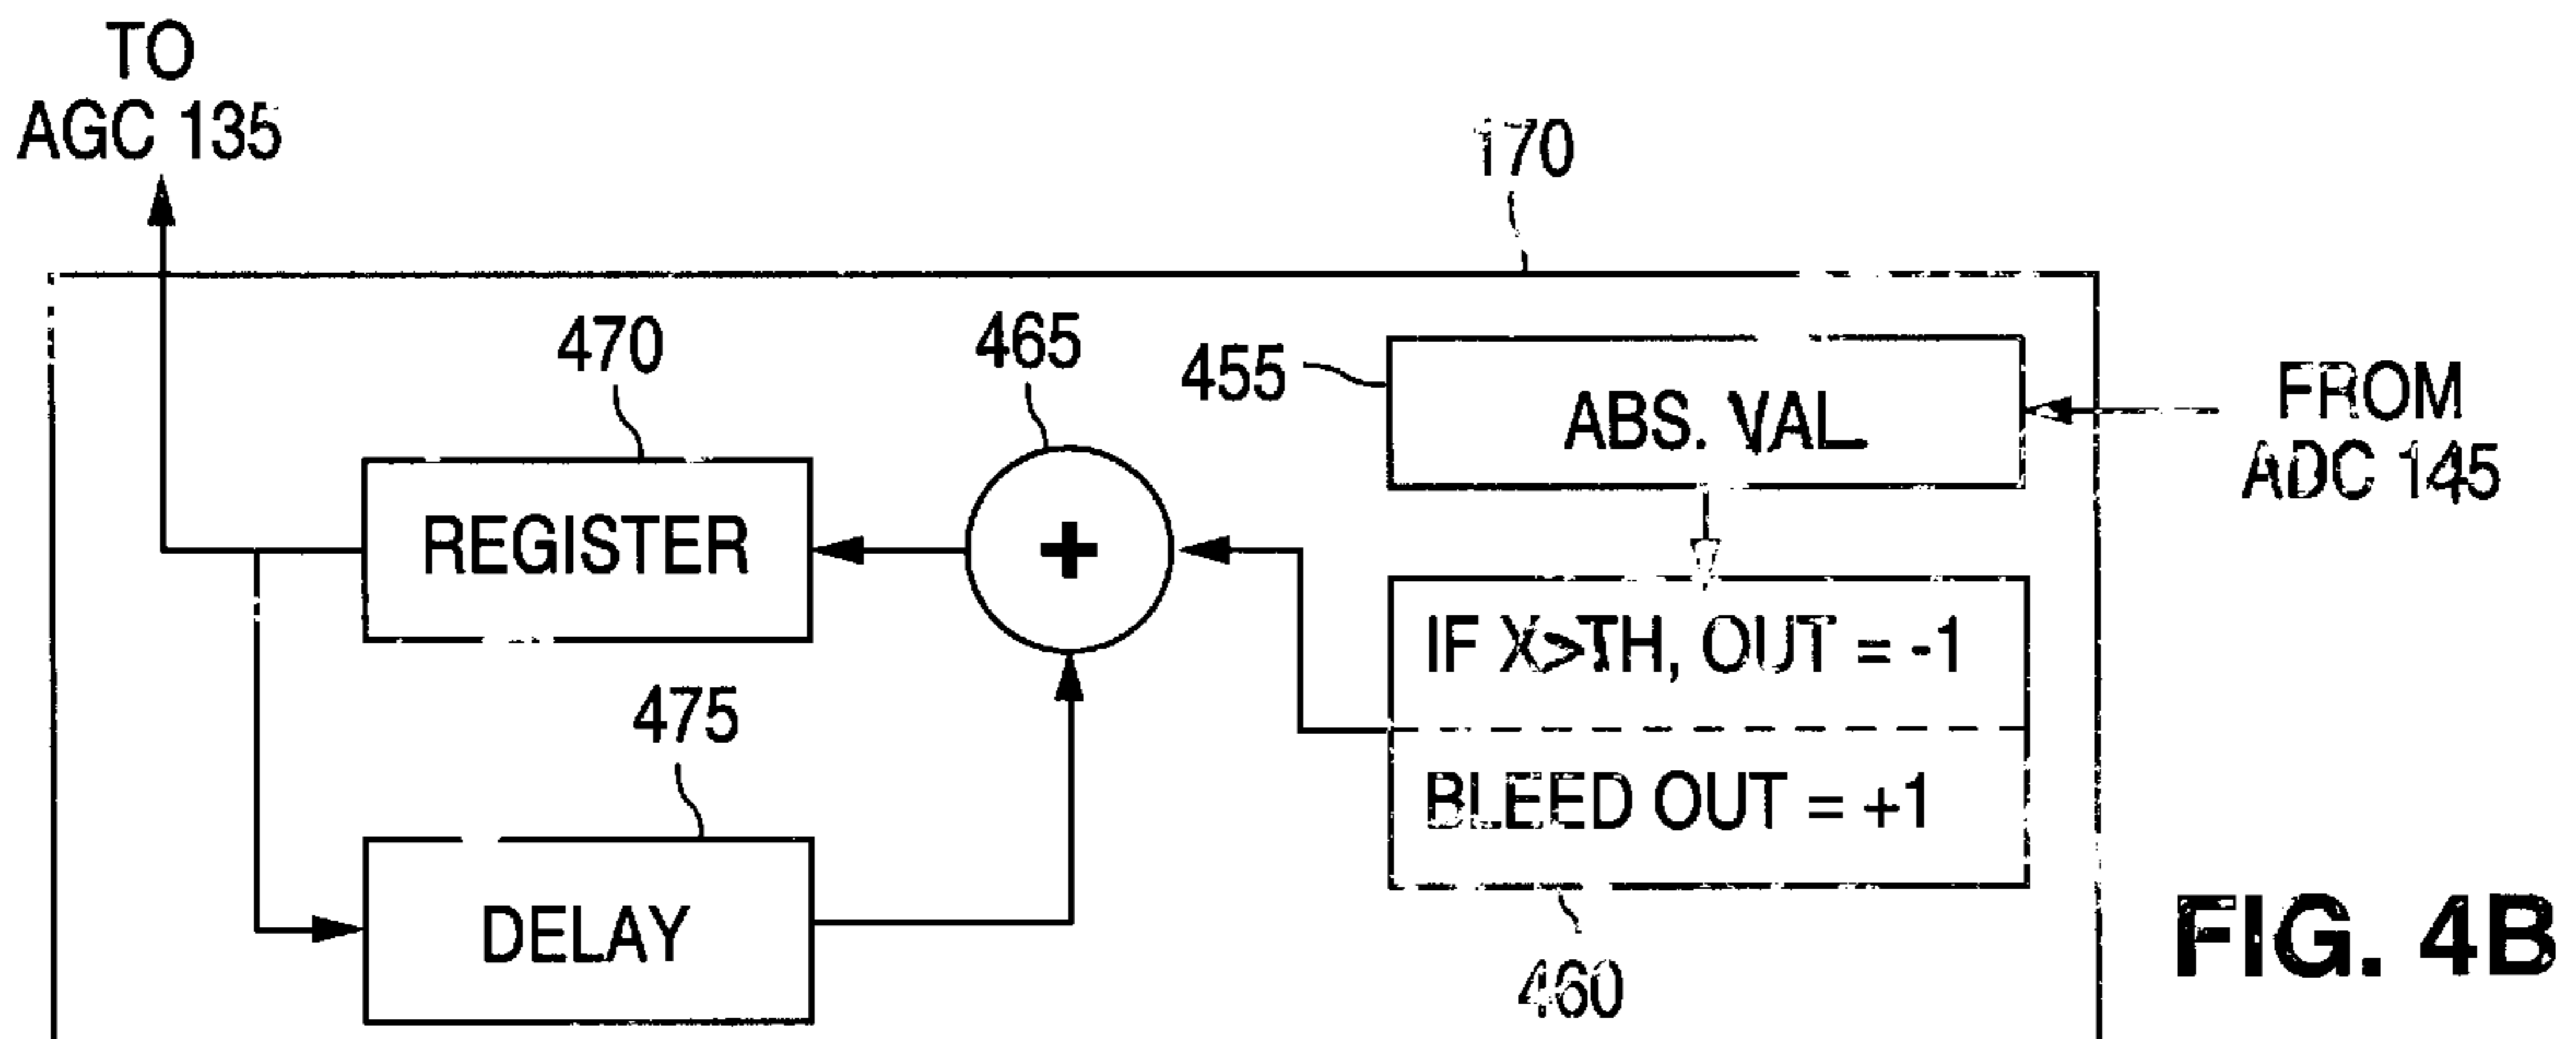 TO
AGC 135
170
470
465
455
ABS. VAL.
FROM
ADC 145
REGISTER
+
IF X>TH, OUT = -1
BLEED OUT = +1
475
DELAY
460
FIG. 4B